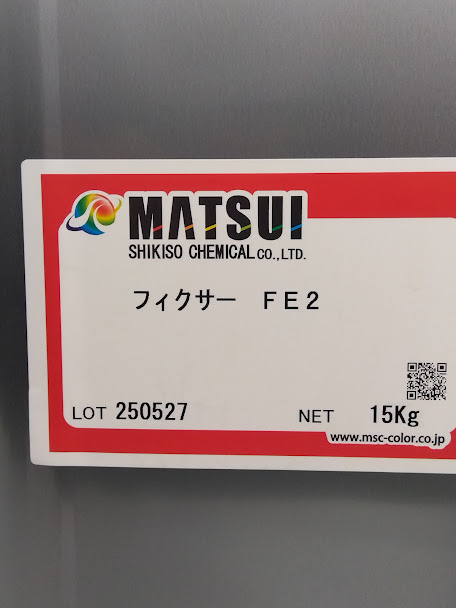 MATSUI
SHIKISO CHEMICAL CO.,LTD.
フィクサー　ＦＥ２
LOT 250527 NET 15Kg
www.msc-color.co.jp